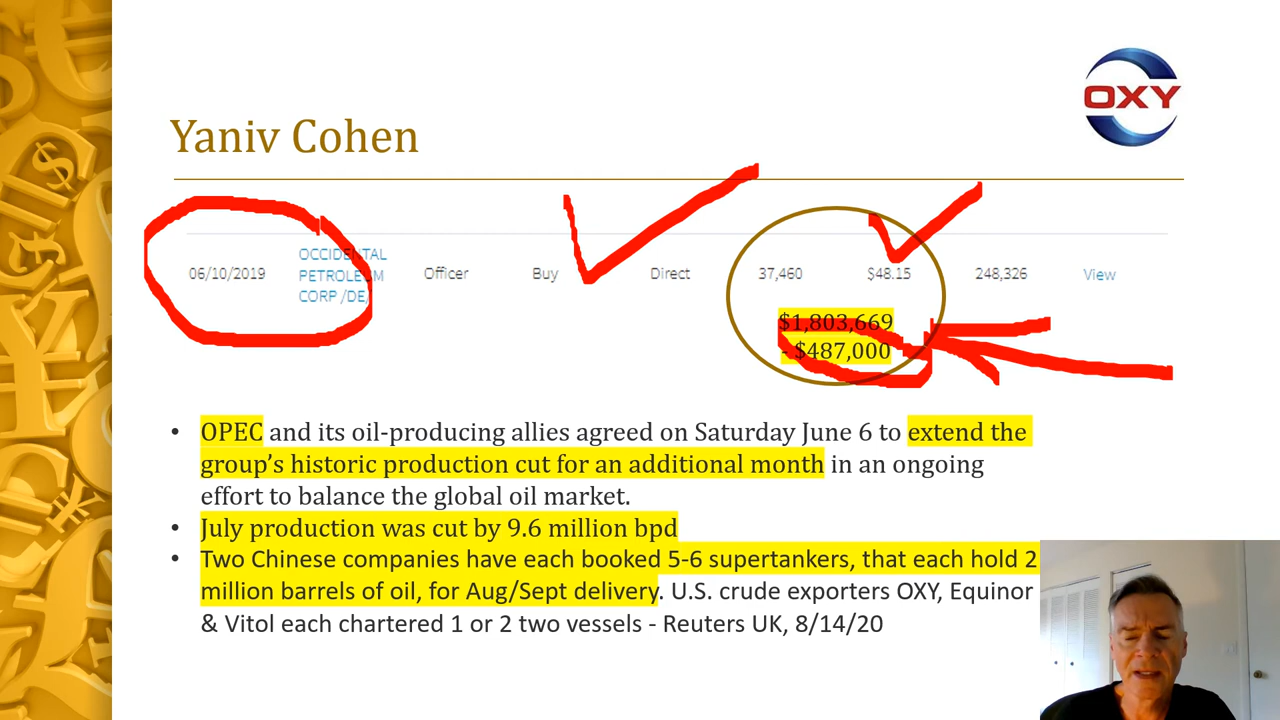 OXY
Yaniv Cohen
06/10/2019 OCCIDENTAL PETROLEUM CORP /DE/ Officer Buy Direct 37,460 $48.15 248,326 View
$1,803,669
- $487,000
• OPEC and its oil-producing allies agreed on Saturday June 6 to extend the
group’s historic production cut for an additional month in an ongoing
effort to balance the global oil market.
• July production was cut by 9.6 million bpd
• Two Chinese companies have each booked 5-6 supertankers, that each hold 2
million barrels of oil, for Aug/Sept delivery. U.S. crude exporters OXY, Equinor
& Vitol each chartered 1 or 2 two vessels - Reuters UK, 8/14/20